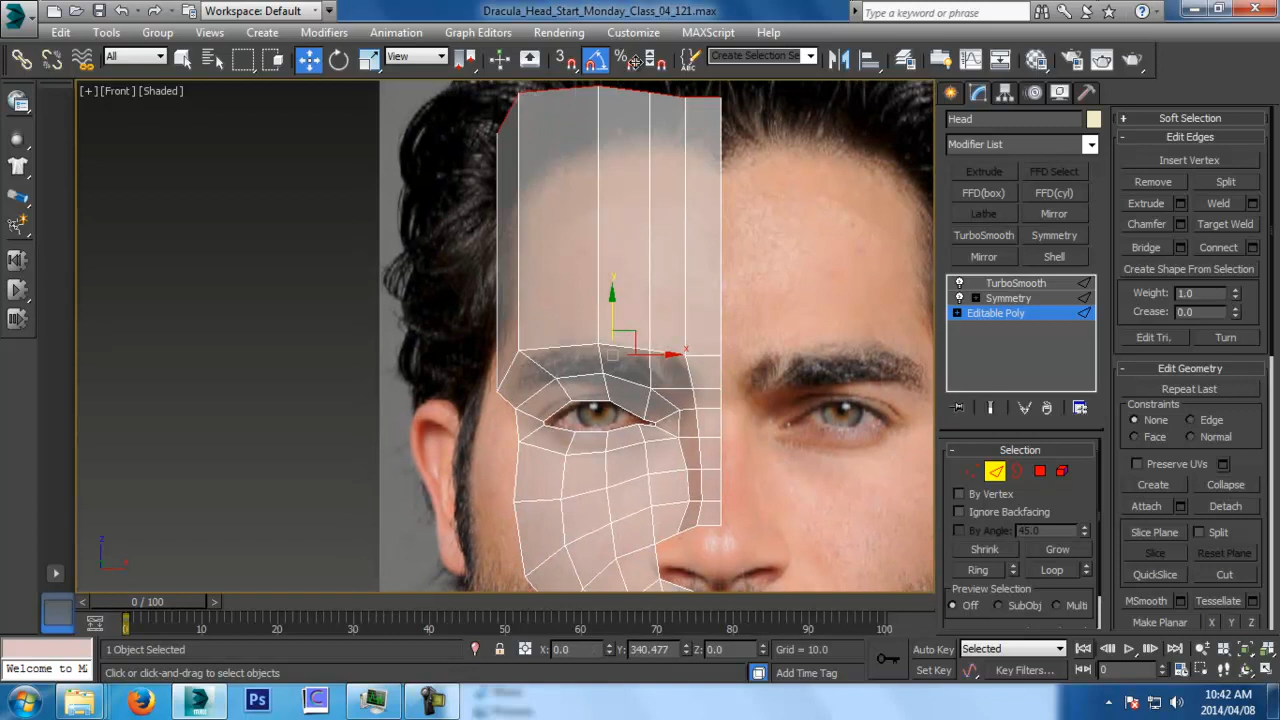 Workspace: Default
Dracula_Head_Start_Monday_Class_04_121.max
Type a keyword or phrase
Edit Tools Group Views Create Modifiers Animation Graph Editors Rendering Customize MAXScript Help
All
View
3
Create Selection Se
[+] [Front] [Shaded]
Head
Modifier List
Extrude FFD Select
FFD(box) FFD(cyl)
Lathe Mirror
TurboSmooth Symmetry
Mirror Shell
TurboSmooth
Symmetry
Editable Poly
Selection
By Vertex
Ignore Backfacing
By Angle: 45.0
Shrink Grow
Ring Loop
Preview Selection
Off SubObj Multi
Soft Selection
Edit Edges
Insert Vertex
Remove Split
Extrude Weld
Chamfer Target Weld
Bridge Connect
Create Shape From Selection
Weight: 1.0
Crease: 0.0
Edit Tri. Turn
Edit Geometry
Repeat Last
Constraints
None Edge
Face Normal
Preserve UVs
Create Collapse
Attach Detach
Slice Plane Split
Slice Reset Plane
QuickSlice Cut
MSmooth Tessellate
Make Planar X Y Z
y
x
z
x
0 / 100
0 10 20 30 40 50 60 70 80 90 100
1 Object Selected
X: 0.0 Y: 340.477 Z: 0.0 Grid = 10.0
Auto Key Selected
Welcome to M
Click or click-and-drag to select objects
Add Time Tag
Set Key Key Filters...
0
Ps
10:42 AM
2014/04/08